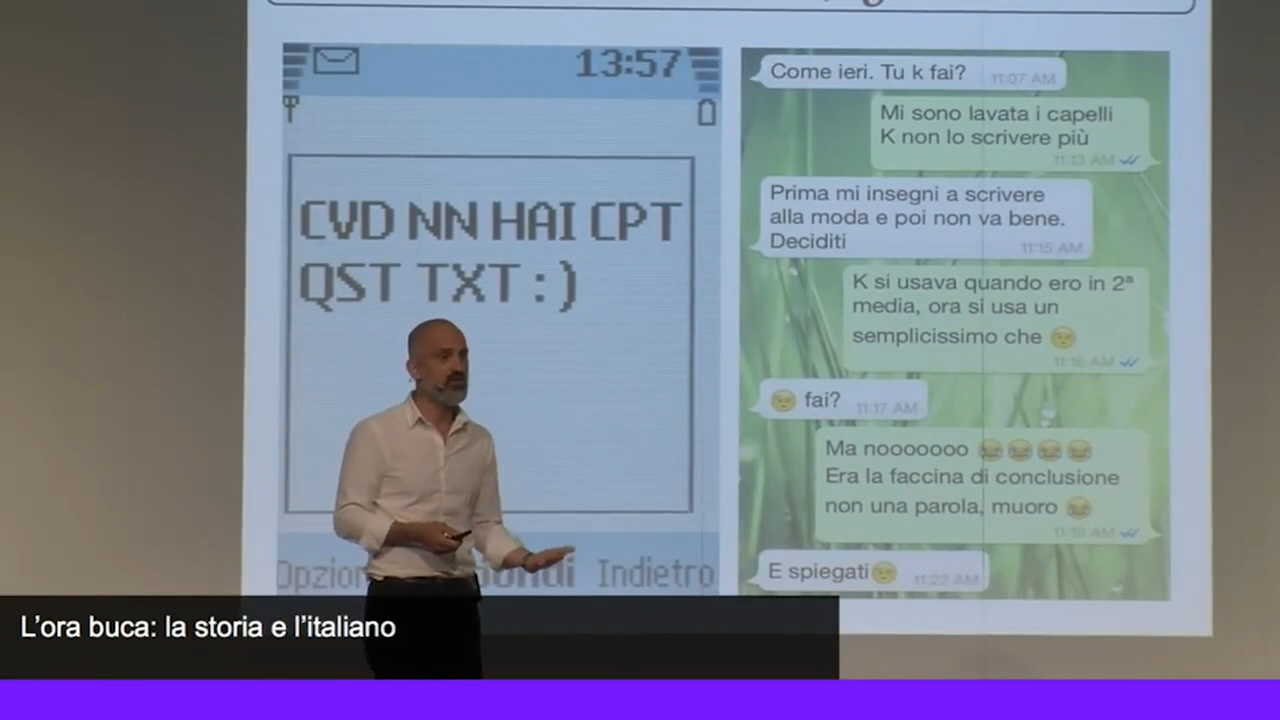 13:57
CVD NN HAI CPT
QST TXT :)
Indietro
Come ieri. Tu k fai? 11:07 AM
Mi sono lavata i capelli
K non lo scrivere più
11:13 AM
Prima mi insegni a scrivere
alla moda e poi non va bene.
Deciditi 11:15 AM
K si usava quando ero in 2ª
media, ora si usa un
semplicissimo che 😉
11:16 AM
😉 fai? 11:17 AM
Ma nooooooo 😂😂😂😂
Era la faccina di conclusione
non una parola, muoro 😂
11:19 AM
E spiegati😉 11:22 AM
L'ora buca: la storia e l'italiano